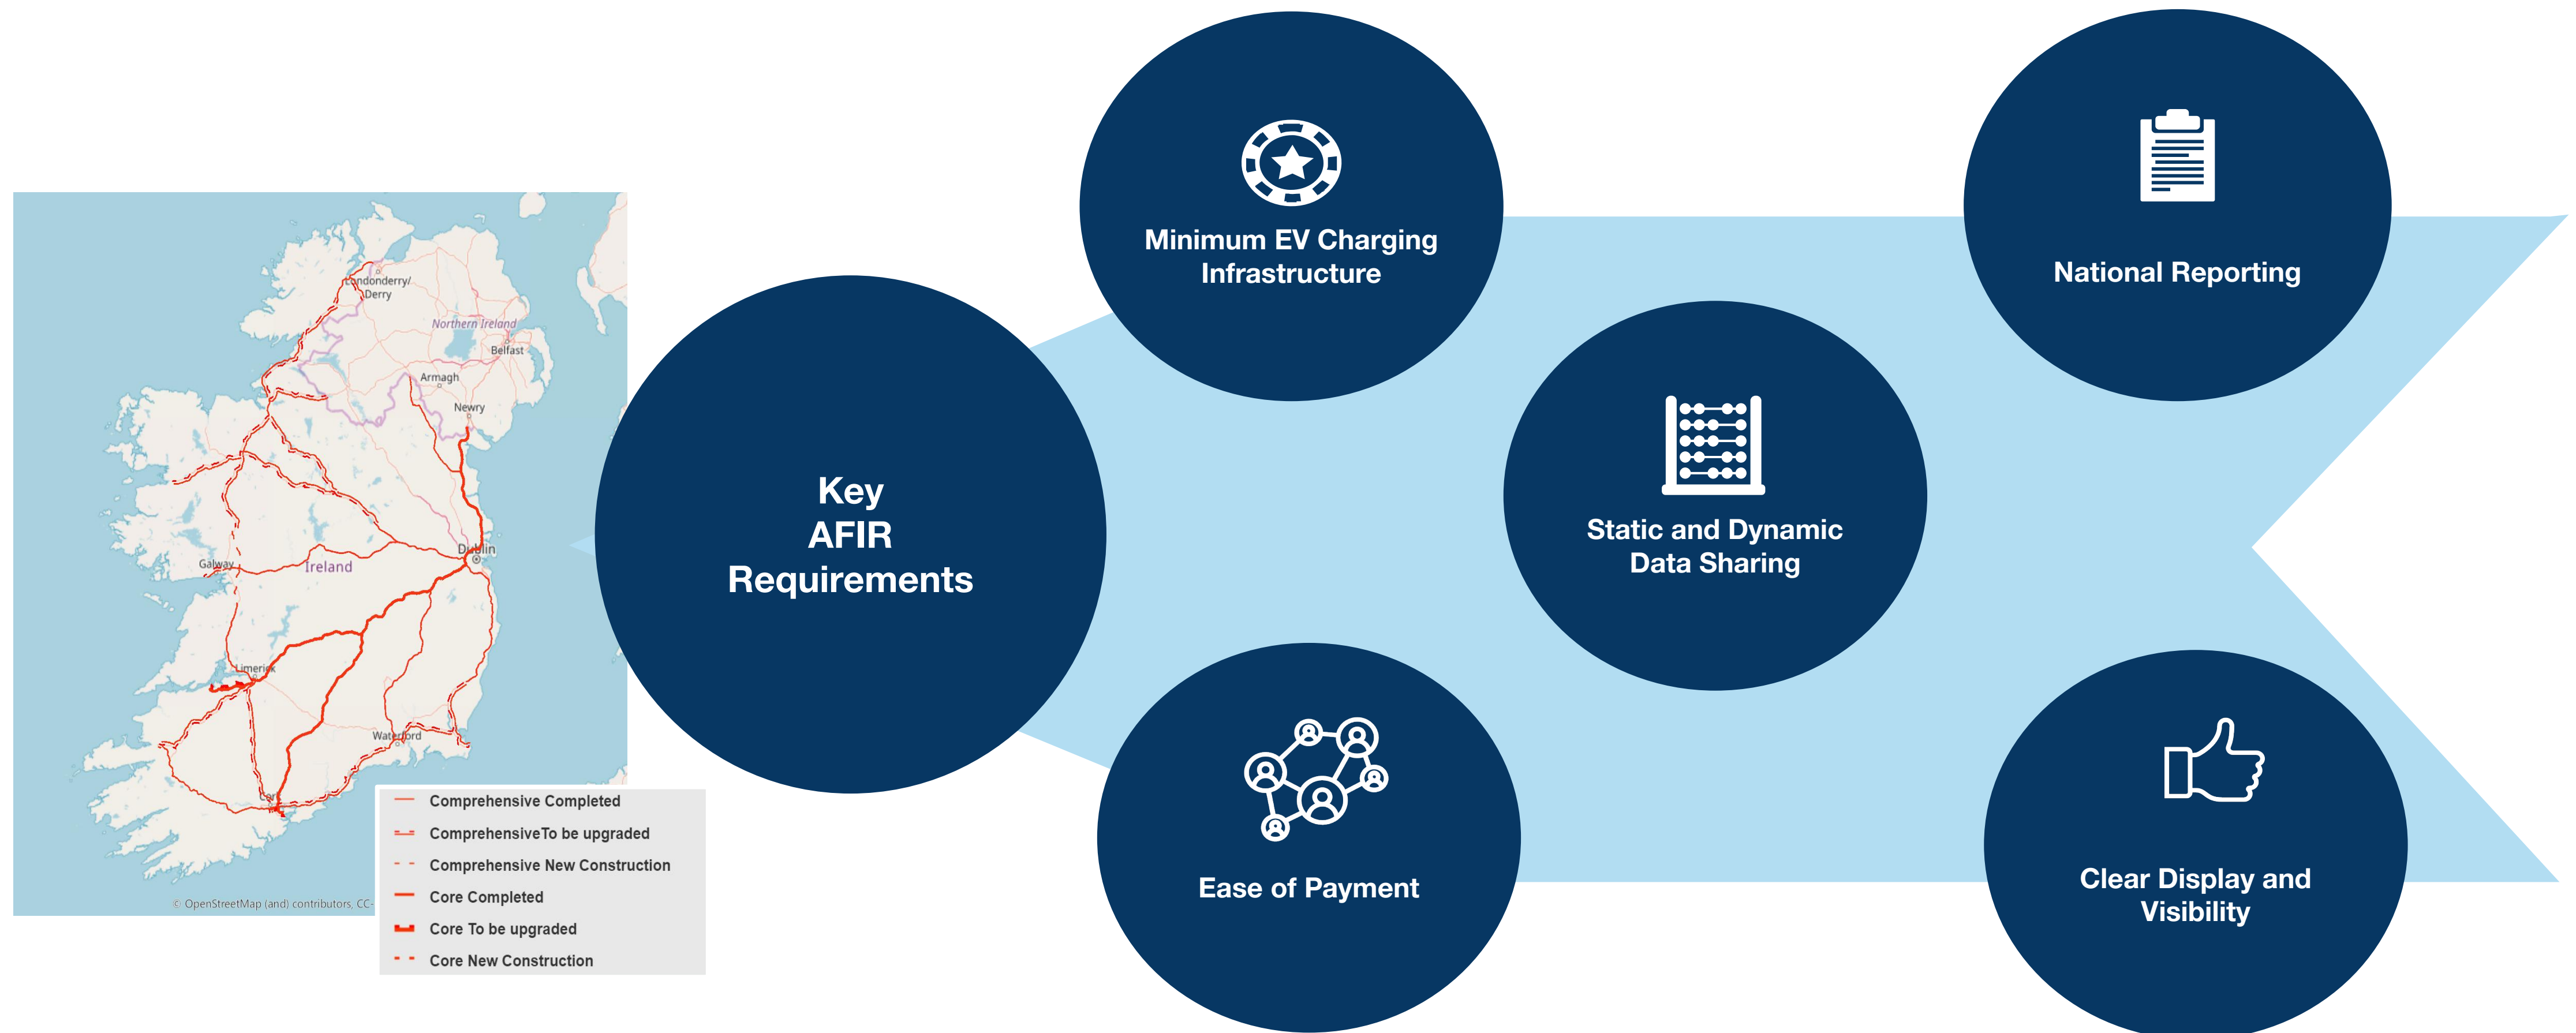 Londonderry/
Derry
Northern Ireland
Belfast
Armagh
Newry
Dublin
Galway
Ireland
Limerick
Waterford
Cork
© OpenStreetMap (and) contributors, CC-
Comprehensive Completed
ComprehensiveTo be upgraded
Comprehensive New Construction
Core Completed
Core To be upgraded
Core New Construction
Key
AFIR
Requirements
Minimum EV Charging
Infrastructure
National Reporting
Static and Dynamic
Data Sharing
Ease of Payment
Clear Display and
Visibility